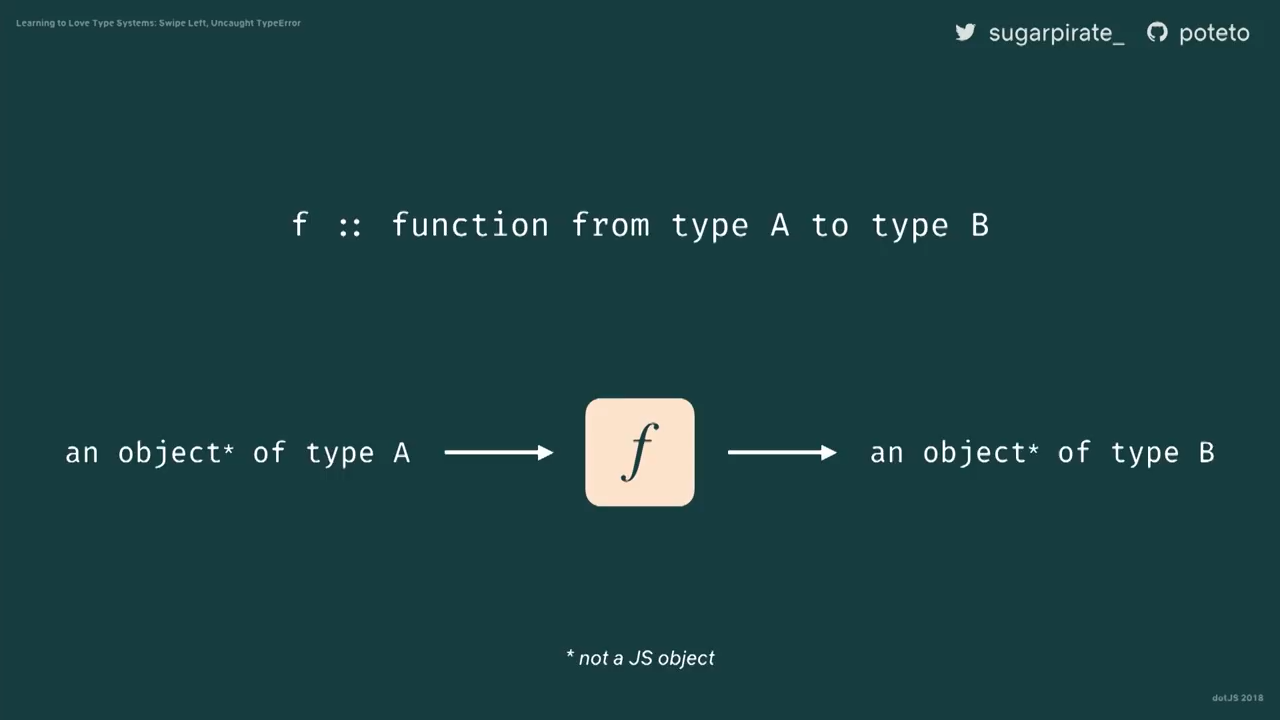 Learning to Love Type Systems: Swipe Left, Uncaught TypeError
sugarpirate_ poteto
f :: function from type A to type B
an object* of type A
f
an object* of type B
* not a JS object
dotJS 2018